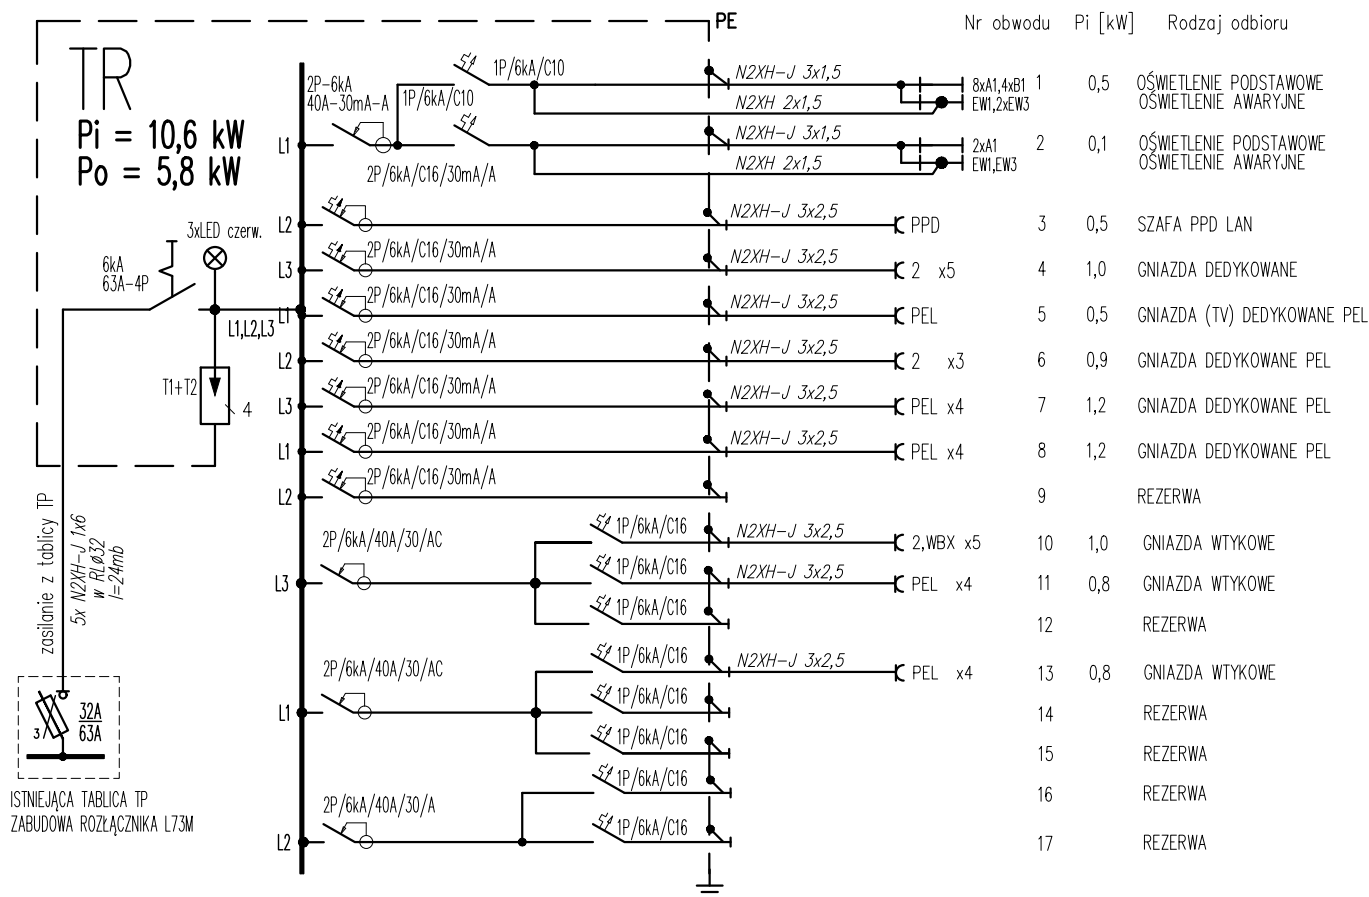 PE
Nr obwodu Pi [kW] Rodzaj odbioru
TR
Pi = 10,6 kW
Po = 5,8 kW
2P-6kA
40A-30mA-A
1P/6kA/C10
1P/6kA/C10
N2XH-J 3x1,5
N2XH 2x1,5
8xA1,4xB1
EW1,2xEW3
1 0,5 OŚWIETLENIE PODSTAWOWE
OŚWIETLENIE AWARYJNE
L1
N2XH-J 3x1,5
N2XH 2x1,5
2xA1
EW1,EW3
2 0,1 OŚWIETLENIE PODSTAWOWE
OŚWIETLENIE AWARYJNE
2P/6kA/C16/30mA/A
L2 N2XH-J 3x2,5 PPD 3 0,5 SZAFA PPD LAN
3xLED czerw.
6kA
63A-4P
2P/6kA/C16/30mA/A
L3 N2XH-J 3x2,5 2 x5 4 1,0 GNIAZDA DEDYKOWANE
2P/6kA/C16/30mA/A
L1 N2XH-J 3x2,5 PEL 5 0,5 GNIAZDA (TV) DEDYKOWANE PEL
L1,L2,L3
2P/6kA/C16/30mA/A
L2 N2XH-J 3x2,5 2 x3 6 0,9 GNIAZDA DEDYKOWANE PEL
T1+T2
4
2P/6kA/C16/30mA/A
L3 N2XH-J 3x2,5 PEL x4 7 1,2 GNIAZDA DEDYKOWANE PEL
2P/6kA/C16/30mA/A
L1 N2XH-J 3x2,5 PEL x4 8 1,2 GNIAZDA DEDYKOWANE PEL
2P/6kA/C16/30mA/A
L2 9 REZERWA
zasilanie z tablicy TP
5x N2XH-J 1x6
w RLø32
l=24mb
2P/6kA/40A/30/AC
1P/6kA/C16 N2XH-J 3x2,5 2,WBX x5 10 1,0 GNIAZDA WTYKOWE
L3 1P/6kA/C16 N2XH-J 3x2,5 PEL x4 11 0,8 GNIAZDA WTYKOWE
1P/6kA/C16 12 REZERWA
2P/6kA/40A/30/AC
1P/6kA/C16 N2XH-J 3x2,5 PEL x4 13 0,8 GNIAZDA WTYKOWE
L1 1P/6kA/C16 14 REZERWA
1P/6kA/C16 15 REZERWA
3
32A
63A
ISTNIEJĄCA TABLICA TP
ZABUDOWA ROZŁĄCZNIKA L73M
2P/6kA/40A/30/A
1P/6kA/C16 16 REZERWA
L2 1P/6kA/C16 17 REZERWA